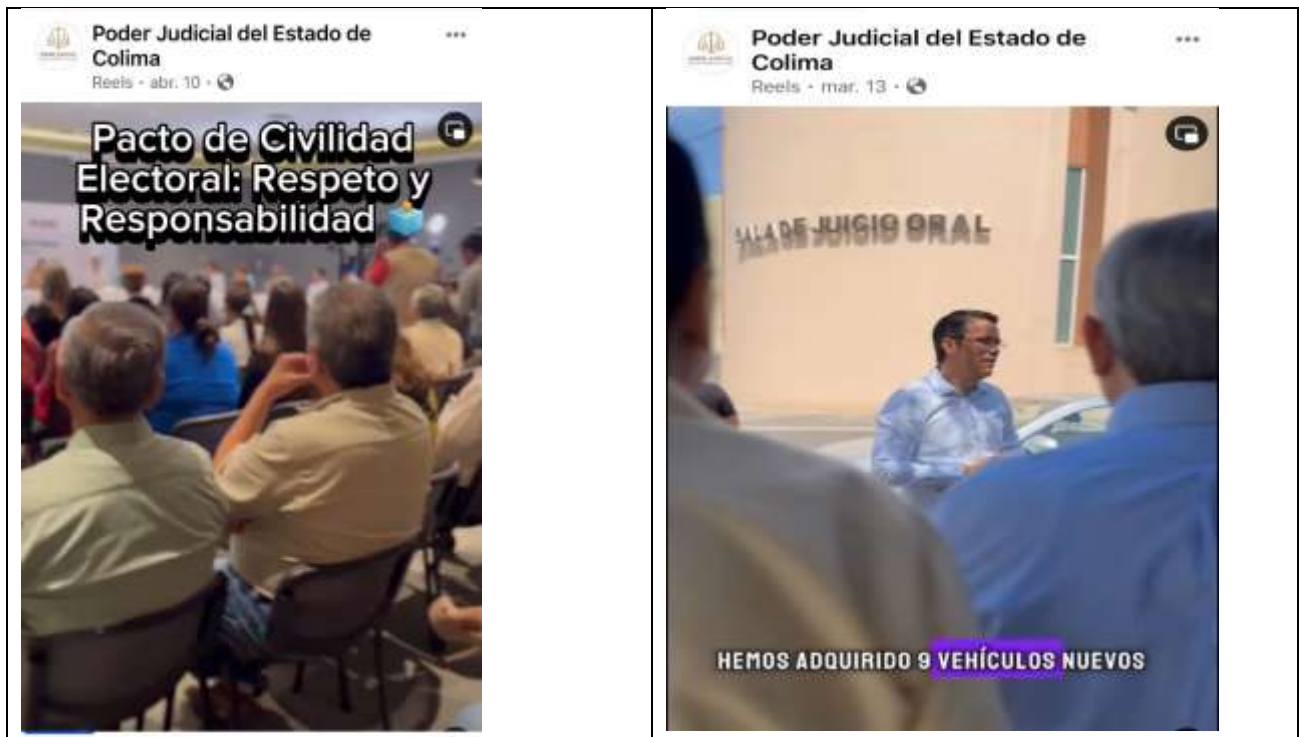 Poder Judicial del Estado de
Colima
Reels · abr. 10 ·
Pacto de Civilidad
Electoral: Respeto y
Responsabilidad
Poder Judicial del Estado de
Colima
Reels · mar. 13 ·
SALA DE JUICIO ORAL
HEMOS ADQUIRIDO 9 VEHÍCULOS NUEVOS